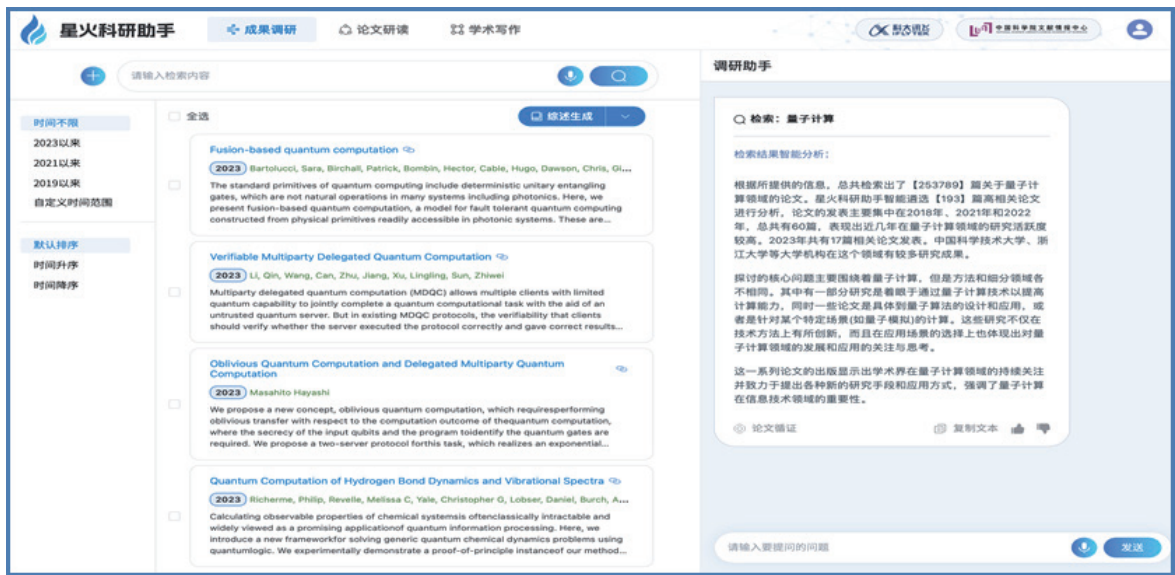 星火科研助手
成果调研
论文研读
学术写作
科大讯飞
IFLYTEK
中国科学院文献情报中心
请输入检索内容
时间不限
2023以来
2021以来
2019以来
自定义时间范围
默认排序
时间升序
时间降序
全选
综述生成
Fusion-based quantum computation
2023 Bartolucci, Sara, Birchall, Patrick, Bombin, Hector, Cable, Hugo, Dawson, Chris, Gi...
The standard primitives of quantum computing include deterministic unitary entangling
gates, which are not natural operations in many systems including photonics. Here, we
present fusion-based quantum computation, a model for fault tolerant quantum computing
constructed from physical primitives readily accessible in photonic systems. These are...
Verifiable Multiparty Delegated Quantum Computation
2023 Li, Qin, Wang, Can, Zhu, Jiang, Xu, Lingling, Sun, Zhiwei
Multiparty delegated quantum computation (MDQC) allows multiple clients with limited
quantum capability to jointly complete a quantum computational task with the aid of an
untrusted quantum server. But in existing MDQC protocols, the verifiability that clients
should verify whether the server executed the protocol correctly and gave correct results...
Oblivious Quantum Computation and Delegated Multiparty Quantum
Computation
2023 Masahito Hayashi
We propose a new concept, oblivious quantum computation, which requiresperforming
oblivious transfer with respect to the computation outcome of thequantum computation,
where the secrecy of the input qubits and the program toidentify the quantum gates are
required. We propose a two-server protocol forthis task, which realizes an exponential...
Quantum Computation of Hydrogen Bond Dynamics and Vibrational Spectra
2023 Richerme, Philip, Revelle, Melissa C, Yale, Christopher G, Lobser, Daniel, Burch, A...
Calculating observable properties of chemical systemsis oftenclassically intractable and
widely viewed as a promising applicationof quantum information processing. Here, we
introduce a new frameworkfor solving generic quantum chemical dynamics problems using
quantumlogic. We experimentally demonstrate a proof-of-principle instanceof our method...
调研助手
检索：量子计算
检索结果智能分析：
根据所提供的信息，总共检索出了【253789】篇关于量子计
算领域的论文。星火科研助手智能遴选【193】篇高相关论文
进行分析，论文的发表主要集中在2018年、2021年和2022
年，总共有60篇，表现出近几年在量子计算领域的研究活跃度
较高。2023年共有17篇相关论文发表。中国科学技术大学、浙
江大学等大学机构在这个领域有较多研究成果。
探讨的核心问题主要围绕着量子计算，但是方法和细分领域各
不相同。其中有一部分研究是着眼于通过量子计算技术以提高
计算能力，同时一些论文是具体到量子算法的设计和应用，或
者是针对某个特定场景(如量子模拟)的计算。这些研究不仅在
技术方法上有所创新，而且在应用场景的选择上也体现出对量
子计算领域的发展和应用的关注与思考。
这一系列论文的出版显示出学术界在量子计算领域的持续关注
并致力于提出各种新的研究手段和应用方式，强调了量子计算
在信息技术领域的重要性。
论文循证
复制文本
请输入要提问的问题
发送